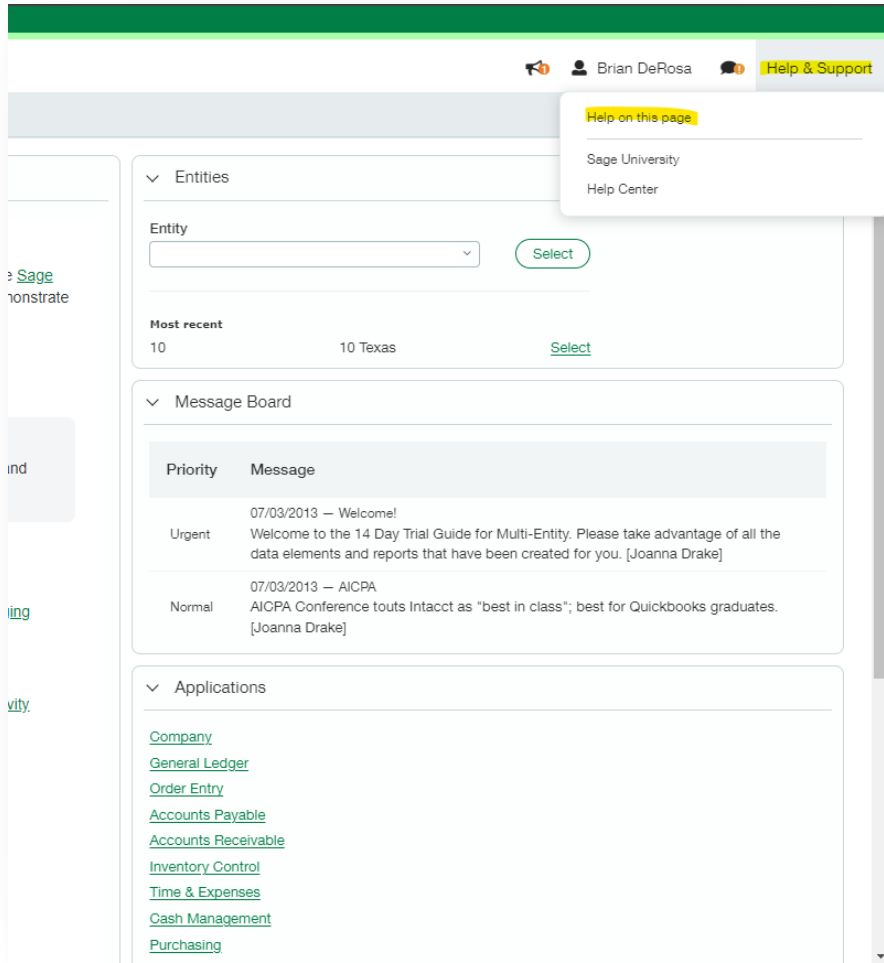 1 Brian DeRosa Help & Support
Help on this page
Sage University
Help Center
Sage
and
Entities
Entity
Select
Most recent
10 10 Texas Select
Message Board
Priority Message
Urgent
07/03/2013 — Welcome!
Welcome to the 14 Day Trial Guide for Multi-Entity. Please take advantage of all the
data elements and reports that have been created for you. [Joanna Drake]
Normal
07/03/2013 — AICPA
AICPA Conference touts Intacct as "best in class"; best for Quickbooks graduates.
[Joanna Drake]
Applications
Company
General Ledger
Order Entry
Accounts Payable
Accounts Receivable
Inventory Control
Time & Expenses
Cash Management
Purchasing